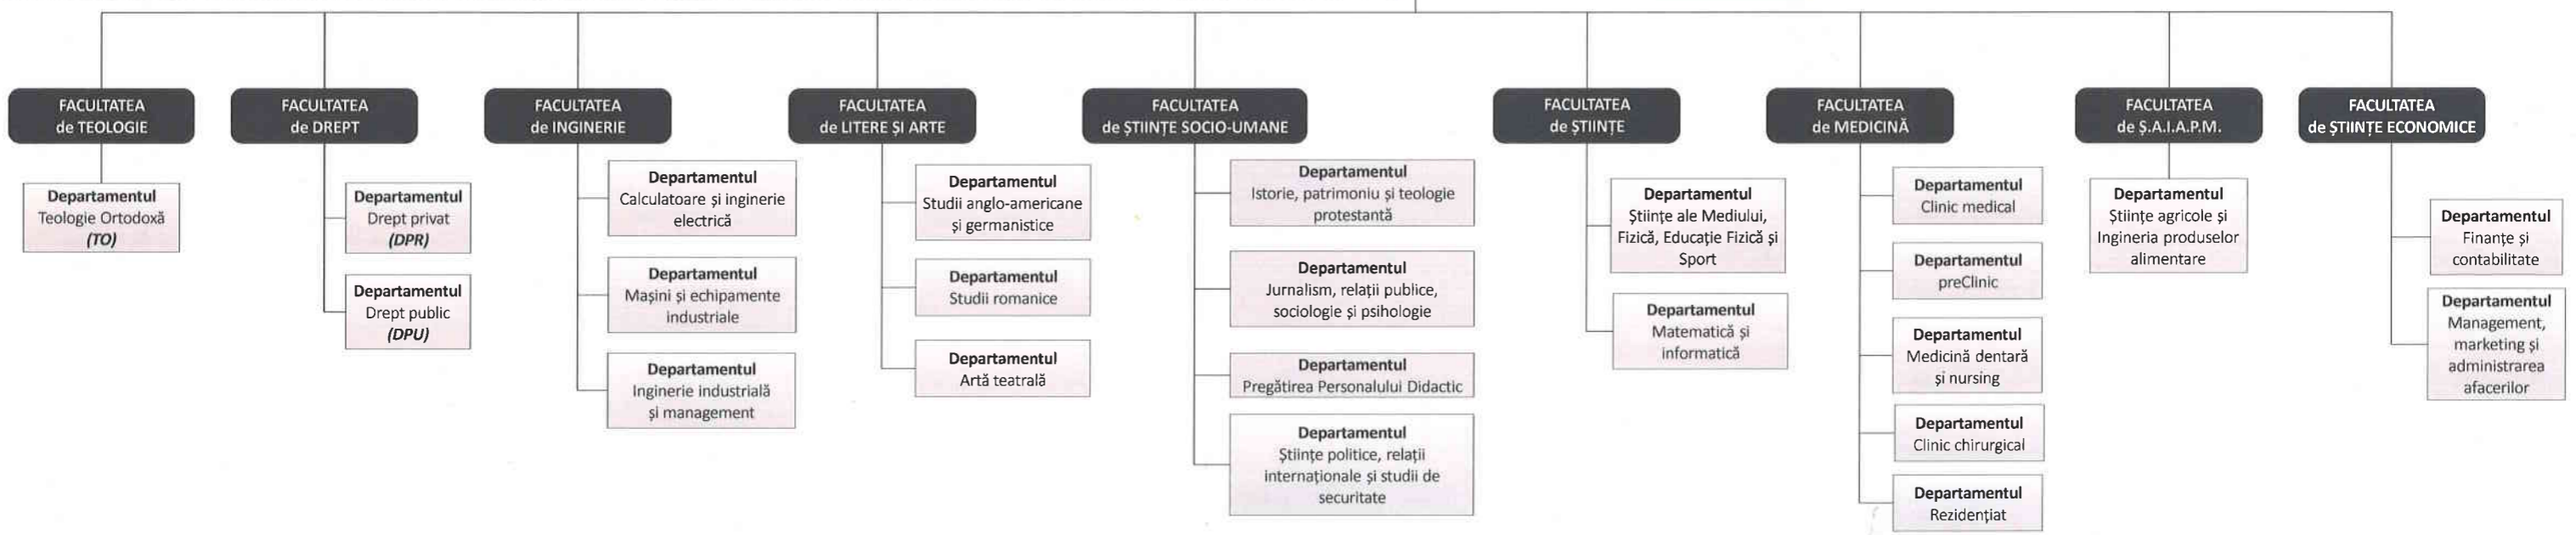 FACULTATEA
de TEOLOGIE
Departamentul
Teologie Ortodoxă
(TO)
FACULTATEA
de DREPT
Departamentul
Drept privat
(DPR)
Departamentul
Drept public
(DPU)
FACULTATEA
de INGINERIE
Departamentul
Calculatoare și inginerie
electrică
Departamentul
Mașini și echipamente
industriale
Departamentul
Inginerie industrială
și management
FACULTATEA
de LITERE ȘI ARTE
Departamentul
Studii anglo-americane
și germanistice
Departamentul
Studii romanice
Departamentul
Artă teatrală
FACULTATEA
de ȘTIINȚE SOCIO-UMANE
Departamentul
Istorie, patrimoniu și teologie
protestantă
Departamentul
Jurnalism, relații publice,
sociologie și psihologie
Departamentul
Pregătirea Personalului Didactic
Departamentul
Științe politice, relații
internaționale și studii de
securitate
FACULTATEA
de ȘTIINȚE
Departamentul
Științe ale Mediului,
Fizică, Educație Fizică și
Sport
Departamentul
Matematică și
informatică
FACULTATEA
de MEDICINĂ
Departamentul
Clinic medical
Departamentul
preClinic
Departamentul
Medicină dentară
și nursing
Departamentul
Clinic chirurgical
Departamentul
Rezidențiat
FACULTATEA
de Ș.A.I.A.P.M.
Departamentul
Științe agricole și
Ingineria produselor
alimentare
FACULTATEA
de ȘTIINȚE ECONOMICE
Departamentul
Finanțe și
contabilitate
Departamentul
Management,
marketing și
administrarea
afacerilor